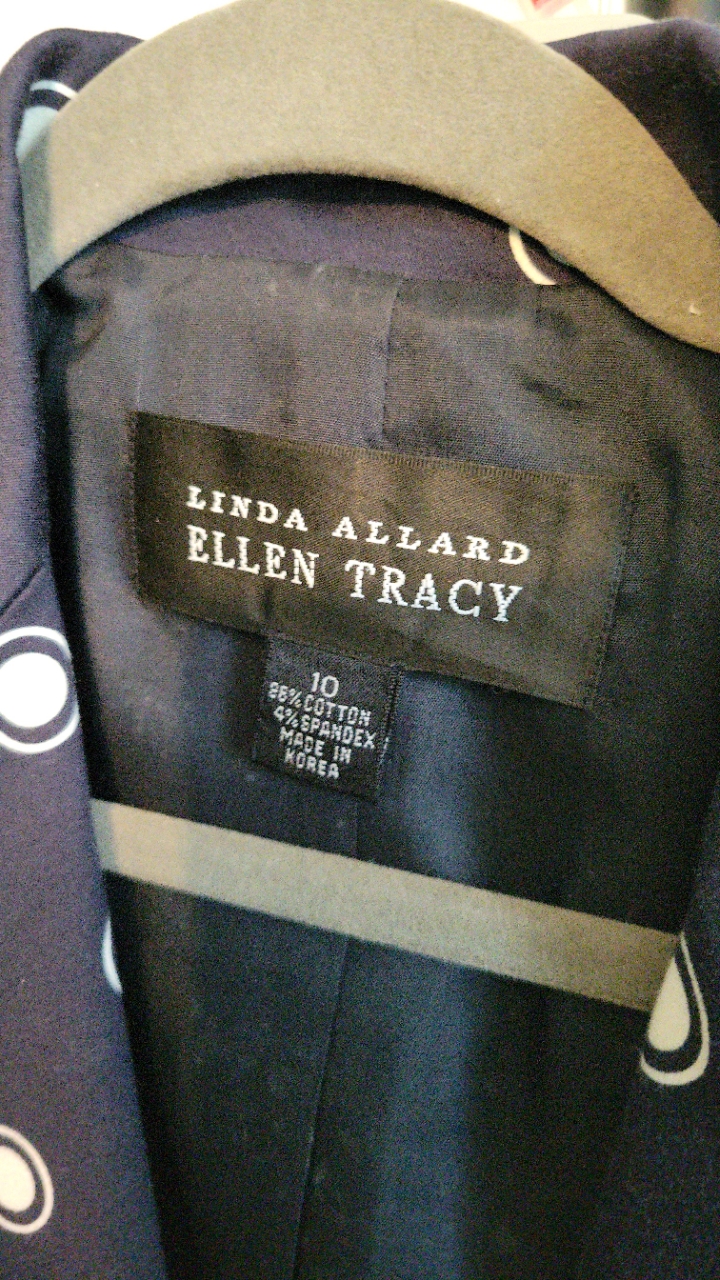 LINDA ALLARD
ELLEN TRACY
10
96% COTTON
4% SPANDEX
MADE IN
KOREA